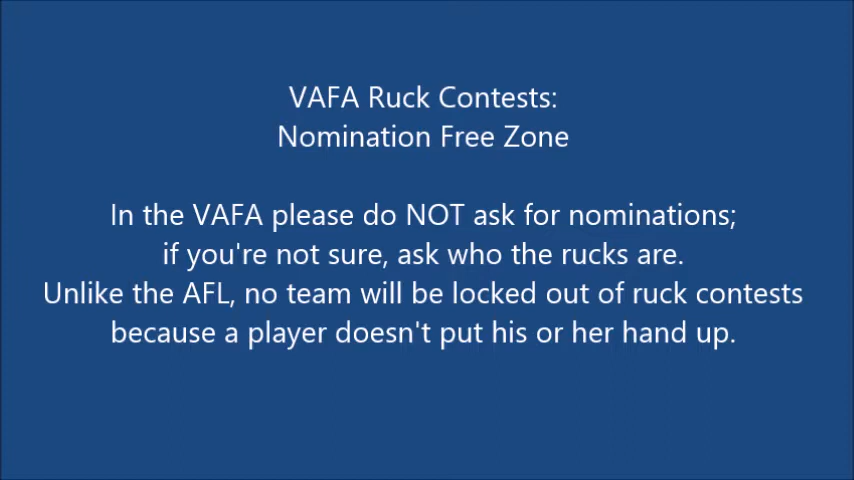 VAFA Ruck Contests:
Nomination Free Zone
In the VAFA please do NOT ask for nominations;
if you're not sure, ask who the rucks are.
Unlike the AFL, no team will be locked out of ruck contests
because a player doesn't put his or her hand up.